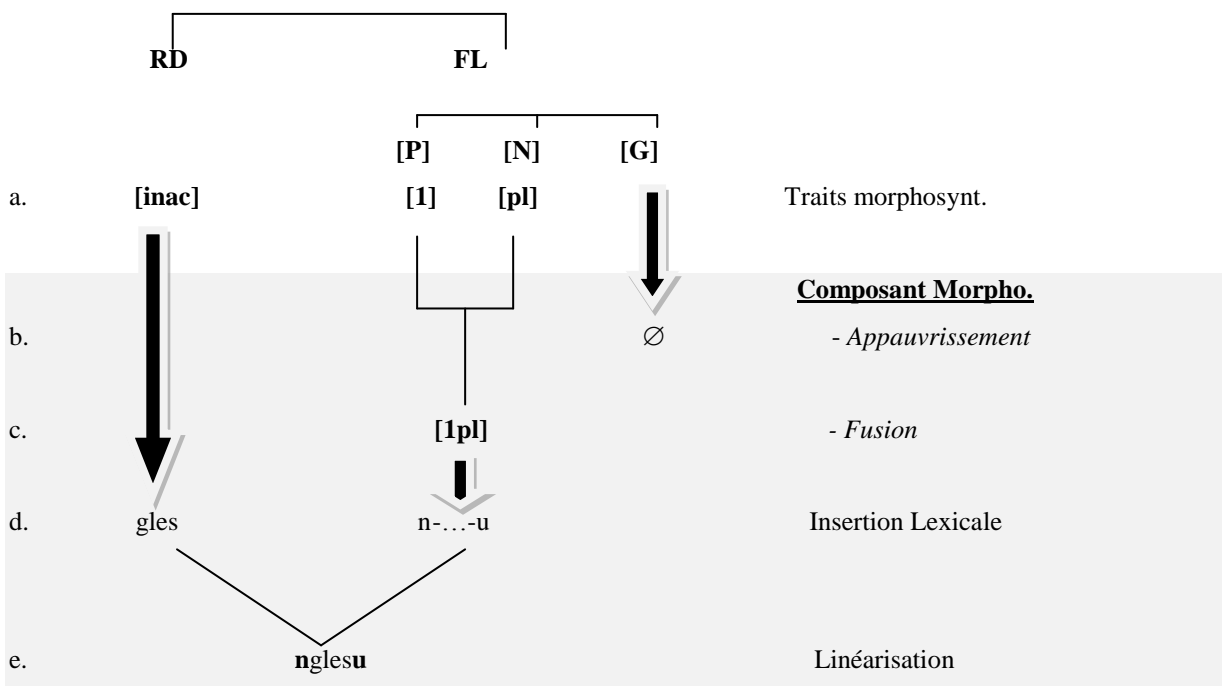 RD FL
[P] [N] [G]
a. [inac] [1] [pl] Traits morphosynt.
Composant Morpho.
b. ∅ - Appauvrissement
c. [1pl] - Fusion
d. gles n-…-u Insertion Lexicale
e. nglesu Linéarisation